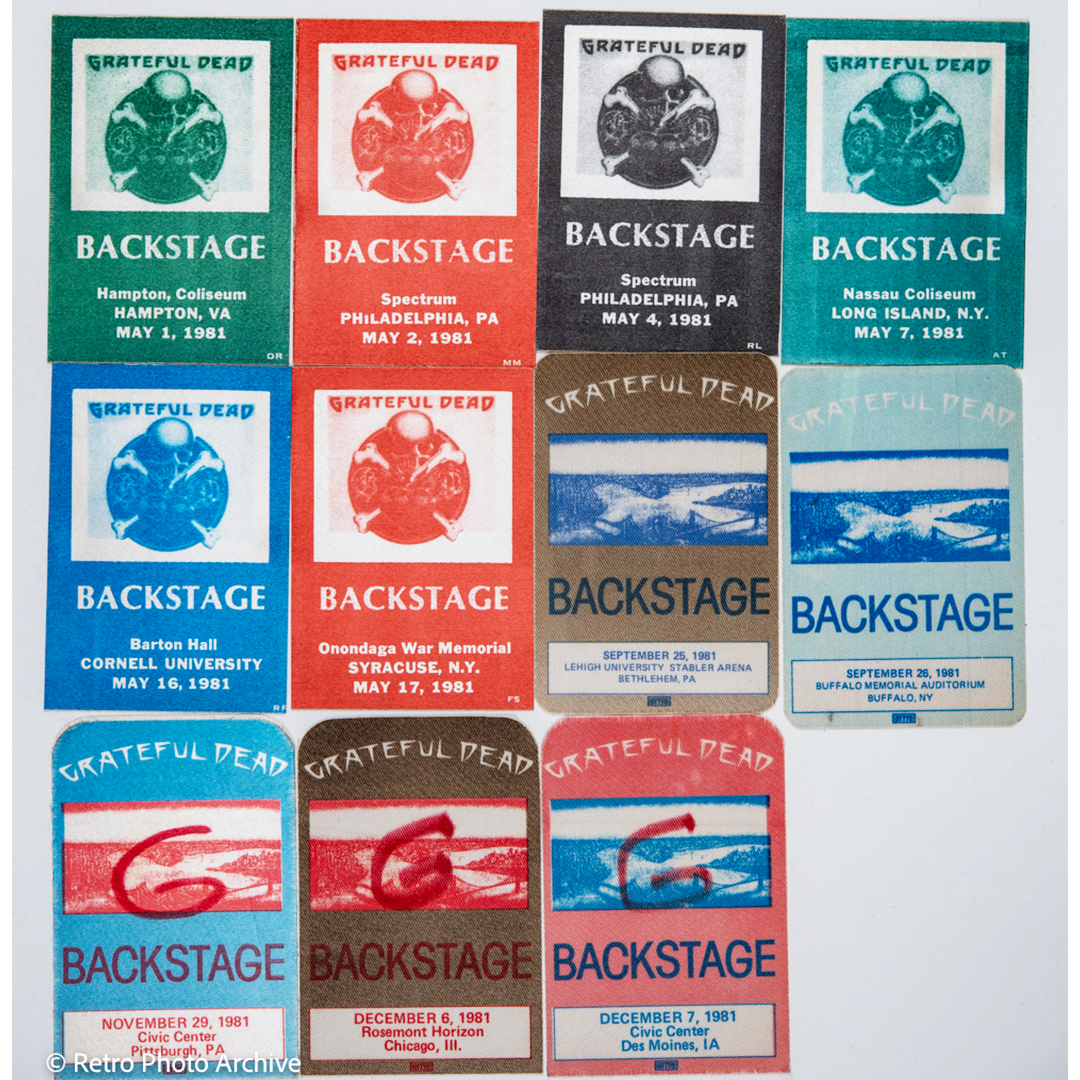 GRATEFUL DEAD
BACKSTAGE
Hampton, Coliseum
HAMPTON, VA
MAY 1, 1981
DR
GRATEFUL DEAD
BACKSTAGE
Spectrum
PHILADELPHIA, PA
MAY 2, 1981
MM
GRATEFUL DEAD
BACKSTAGE
Spectrum
PHILADELPHIA, PA
MAY 4, 1981
RL
GRATEFUL DEAD
BACKSTAGE
Nassau Coliseum
LONG ISLAND, N.Y.
MAY 7, 1981
AT
GRATEFUL DEAD
BACKSTAGE
Barton Hall
CORNELL UNIVERSITY
MAY 16, 1981
RF
GRATEFUL DEAD
BACKSTAGE
Onondaga War Memorial
SYRACUSE, N.Y.
MAY 17, 1981
FS
GRATEFUL DEAD
BACKSTAGE
SEPTEMBER 25, 1981
LEHIGH UNIVERSITY STABLER ARENA
BETHLEHEM, PA
GRATEFUL DEAD
BACKSTAGE
SEPTEMBER 26, 1981
BUFFALO MEMORIAL AUDITORIUM
BUFFALO, NY
GRATEFUL DEAD
G
BACKSTAGE
NOVEMBER 29, 1981
Civic Center
Pittsburgh, PA
GRATEFUL DEAD
G
BACKSTAGE
DECEMBER 6, 1981
Rosemont Horizon
Chicago, Ill.
GRATEFUL DEAD
G
BACKSTAGE
DECEMBER 7, 1981
Civic Center
Des Moines, IA
© Retro Photo Archive